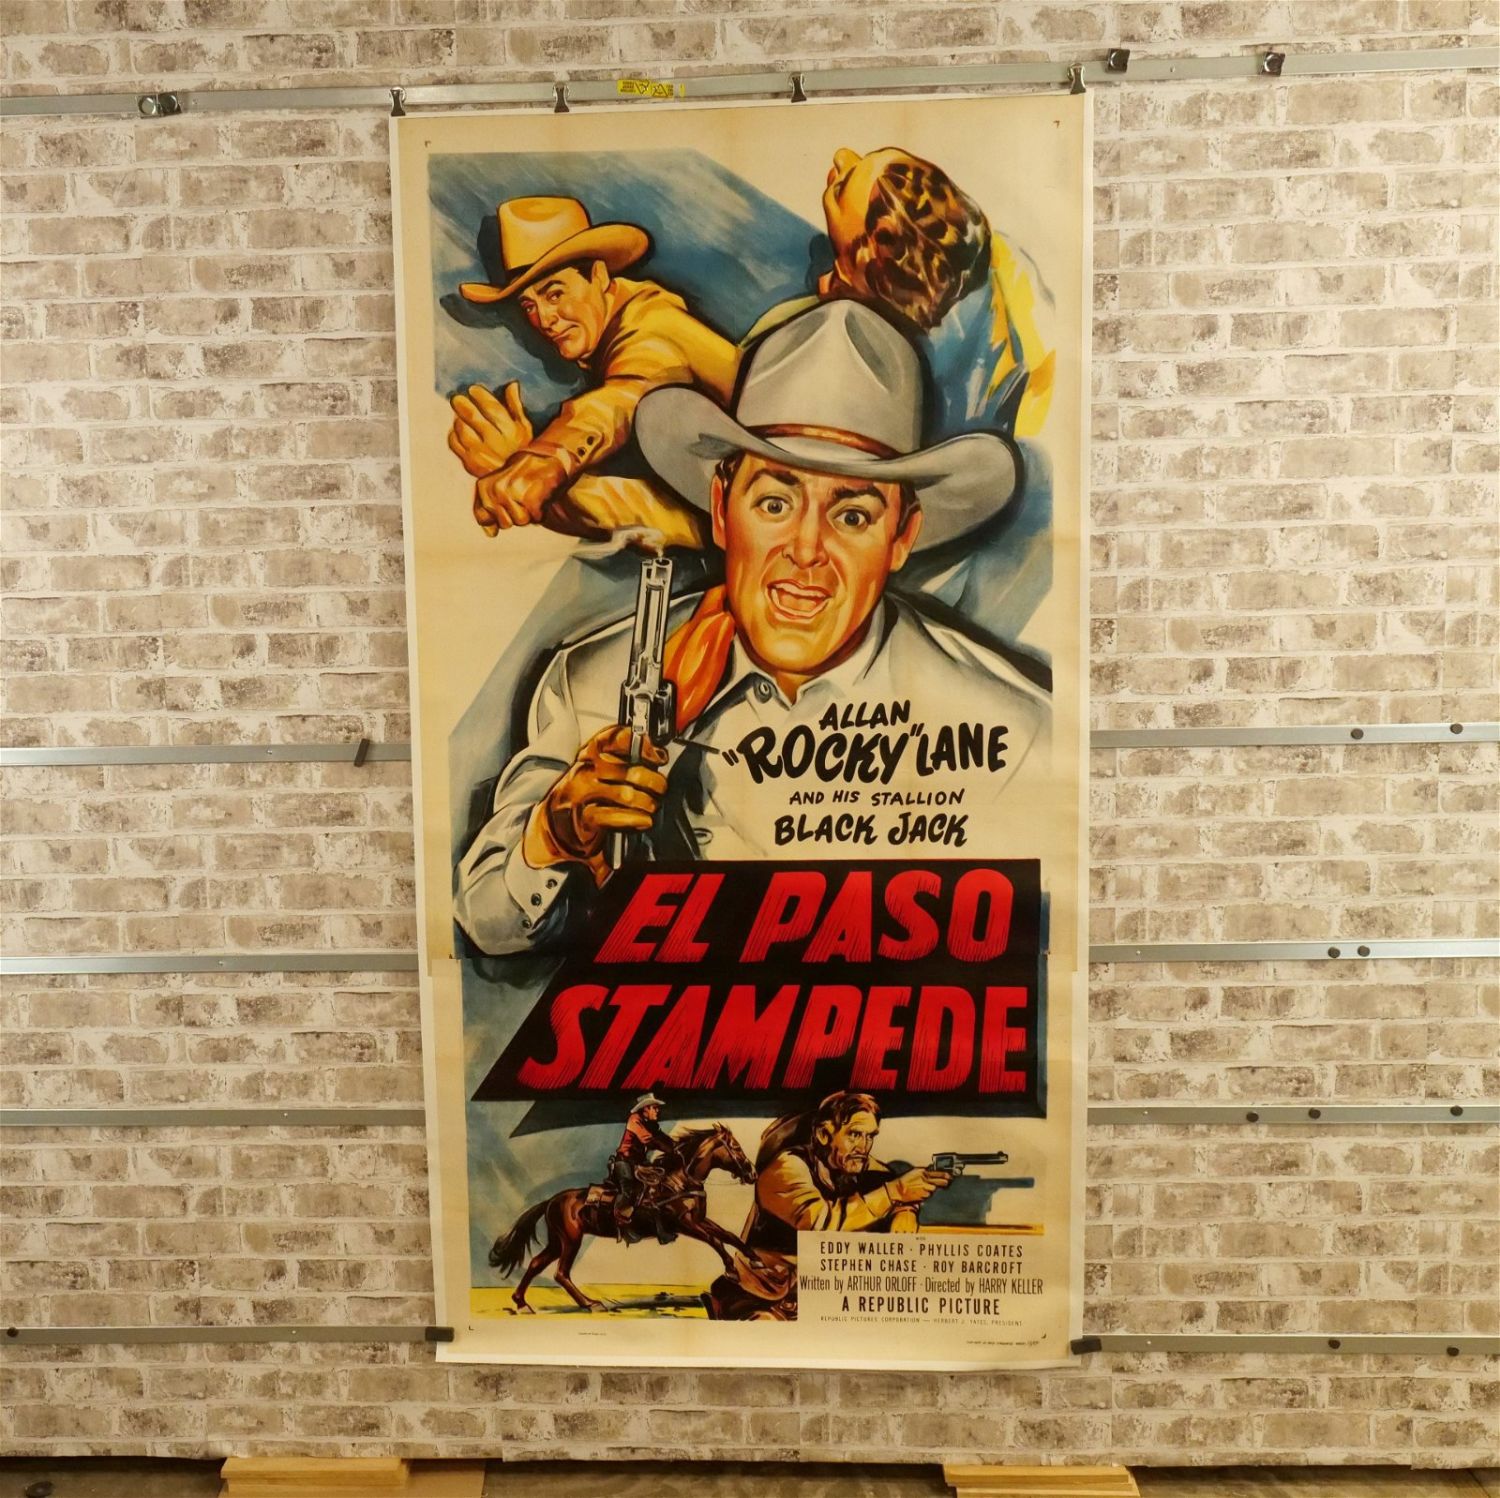 ALLAN
"ROCKY" LANE
AND HIS STALLION
BLACK JACK
EL PASO
STAMPEDE
WITH
EDDY WALLER · PHYLLIS COATES
STEPHEN CHASE · ROY BARCROFT
Written by ARTHUR ORLOFF · Directed by HARRY KELLER
A REPUBLIC PICTURE
REPUBLIC PICTURES CORPORATION — HERBERT J. YATES, PRESIDENT